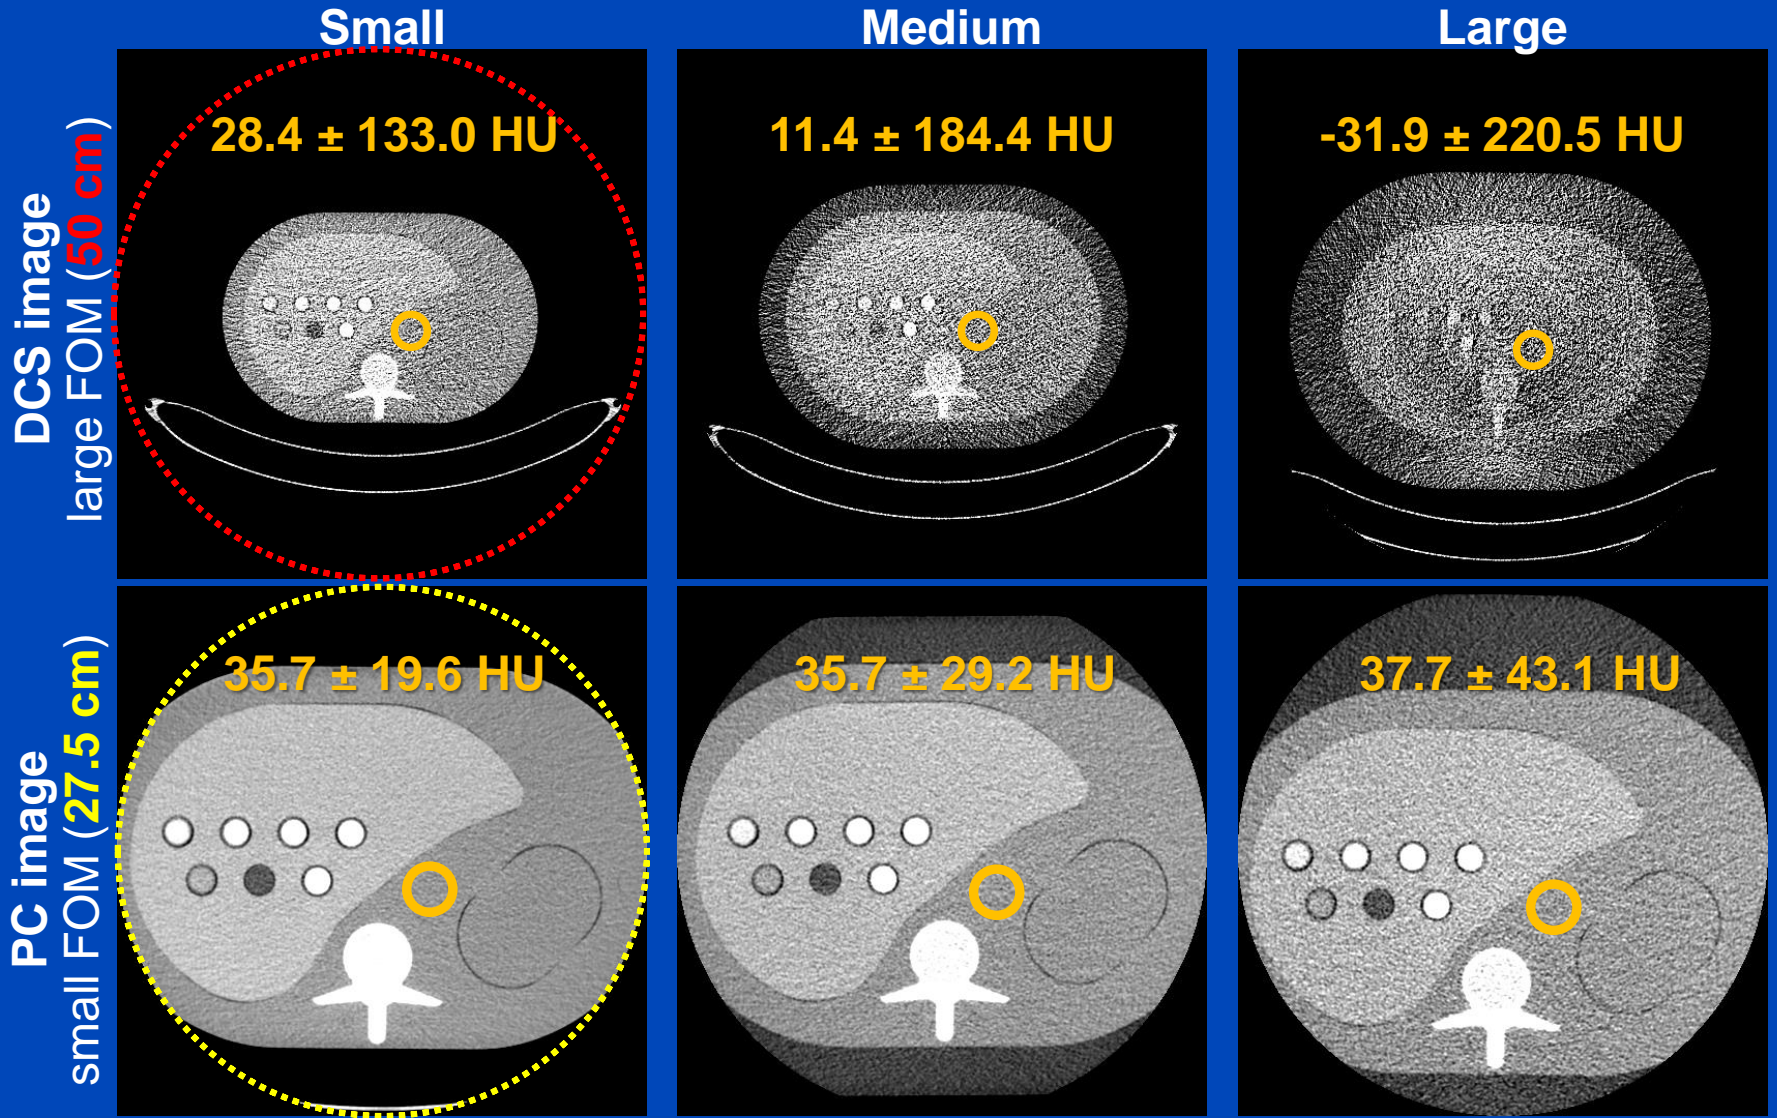 Small
Medium
Large
DCS image
large FOM (50 cm)
28.4 ± 133.0 HU
11.4 ± 184.4 HU
-31.9 ± 220.5 HU
PC image
small FOM (27.5 cm)
35.7 ± 19.6 HU
35.7 ± 29.2 HU
37.7 ± 43.1 HU